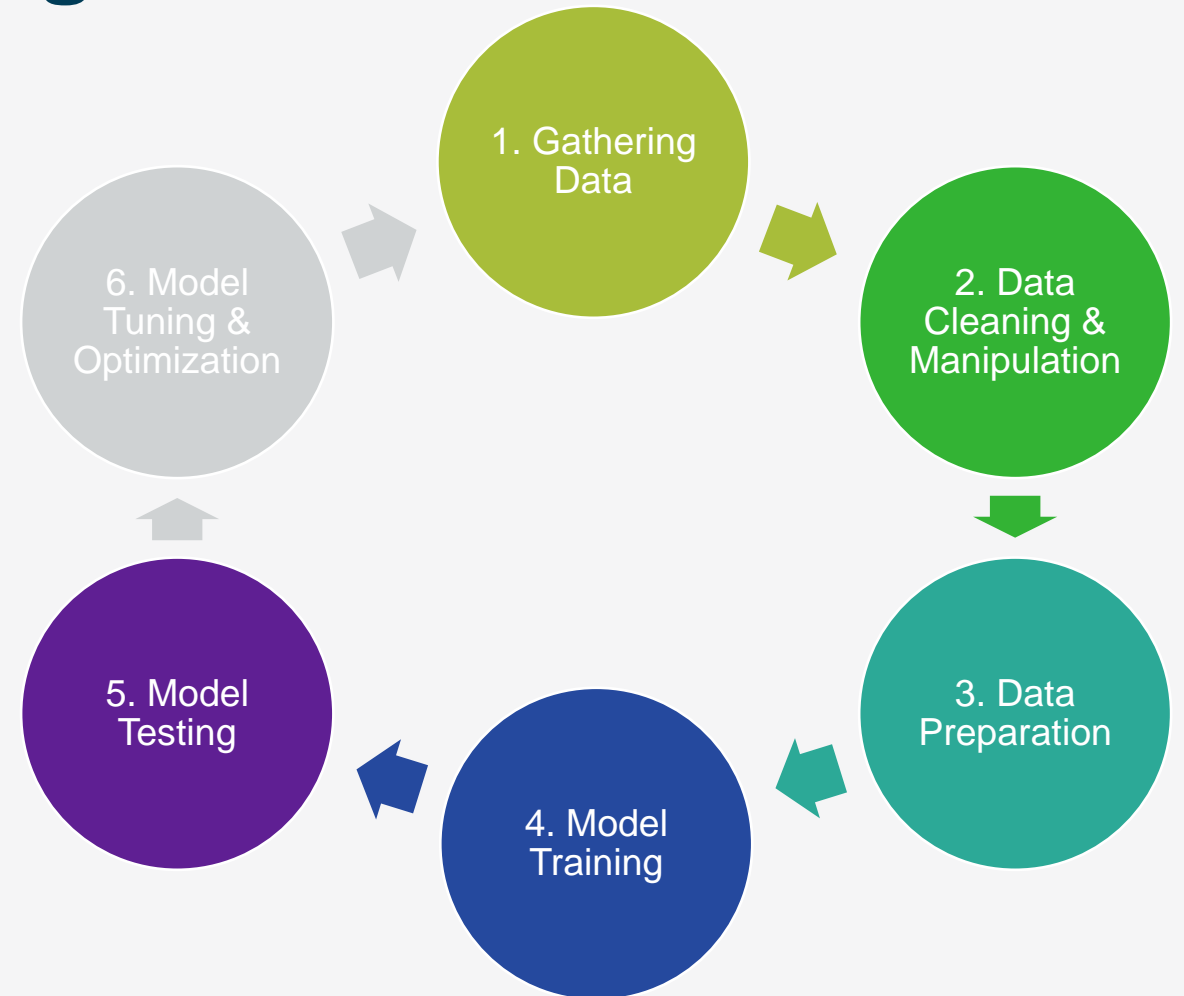 1. Gathering
Data
2. Data
Cleaning &
Manipulation
3. Data
Preparation
4. Model
Training
5. Model
Testing
6. Model
Tuning &
Optimization